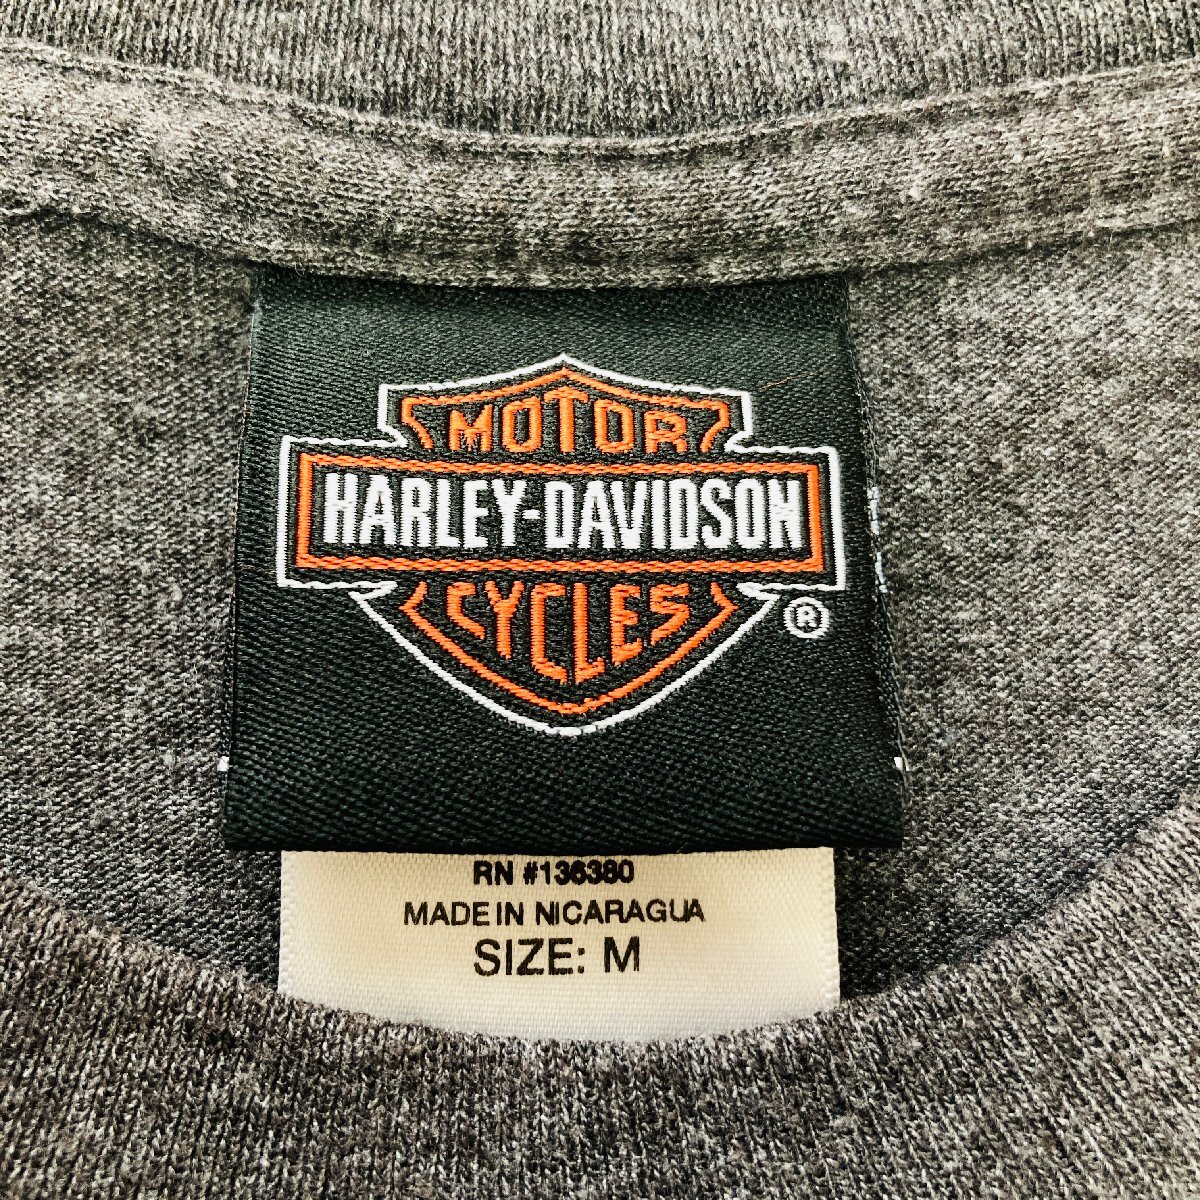 MOTOR
HARLEY-DAVIDSON
CYCLES
®
RN #136380
MADE IN NICARAGUA
SIZE: M